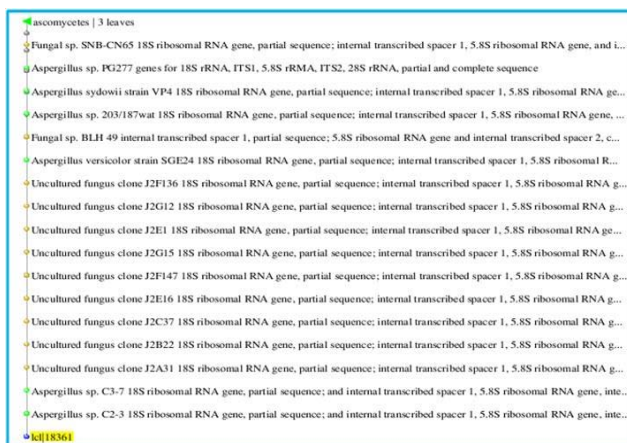 ascomycetes | 3 leaves
Fungal sp. SNB-CN65 18S ribosomal RNA gene, partial sequence; internal transcribed spacer 1, 5.8S ribosomal RNA gene, and i...
Aspergillus sp. PG277 genes for 18S rRNA, ITS1, 5.8S rRMA, ITS2, 28S rRNA, partial and complete sequence
Aspergillus sydowii strain VP4 18S ribosomal RNA gene, partial sequence; internal transcribed spacer 1, 5.8S ribosomal RNA ge...
Aspergillus sp. 203/187wat 18S ribosomal RNA gene, partial sequence; internal transcribed spacer 1, 5.8S ribosomal RNA gene, ...
Fungal sp. BLH 49 internal transcribed spacer 1, partial sequence; 5.8S ribosomal RNA gene and internal transcribed spacer 2, c...
Aspergillus versicolor strain SGE24 18S ribosomal RNA gene, partial sequence; internal transcribed spacer 1, 5.8S ribosomal R...
Uncultured fungus clone J2F136 18S ribosomal RNA gene, partial sequence; internal transcribed spacer 1, 5.8S ribosomal RNA g...
Uncultured fungus clone J2G12 18S ribosomal RNA gene, partial sequence; internal transcribed spacer 1, 5.8S ribosomal RNA g...
Uncultured fungus clone J2E1 18S ribosomal RNA gene, partial sequence; internal transcribed spacer 1, 5.8S ribosomal RNA ge...
Uncultured fungus clone J2G15 18S ribosomal RNA gene, partial sequence; internal transcribed spacer 1, 5.8S ribosomal RNA g...
Uncultured fungus clone J2F147 18S ribosomal RNA gene, partial sequence; internal transcribed spacer 1, 5.8S ribosomal RNA g...
Uncultured fungus clone J2E16 18S ribosomal RNA gene, partial sequence; internal transcribed spacer 1, 5.8S ribosomal RNA g...
Uncultured fungus clone J2C37 18S ribosomal RNA gene, partial sequence; internal transcribed spacer 1, 5.8S ribosomal RNA g...
Uncultured fungus clone J2B22 18S ribosomal RNA gene, partial sequence; internal transcribed spacer 1, 5.8S ribosomal RNA g...
Uncultured fungus clone J2A31 18S ribosomal RNA gene, partial sequence; internal transcribed spacer 1, 5.8S ribosomal RNA g...
Aspergillus sp. C3-7 18S ribosomal RNA gene, partial sequence; and internal transcribed spacer 1, 5.8S ribosomal RNA gene, inte...
Aspergillus sp. C2-3 18S ribosomal RNA gene, partial sequence; and internal transcribed spacer 1, 5.8S ribosomal RNA gene, inte...
lcl|18361